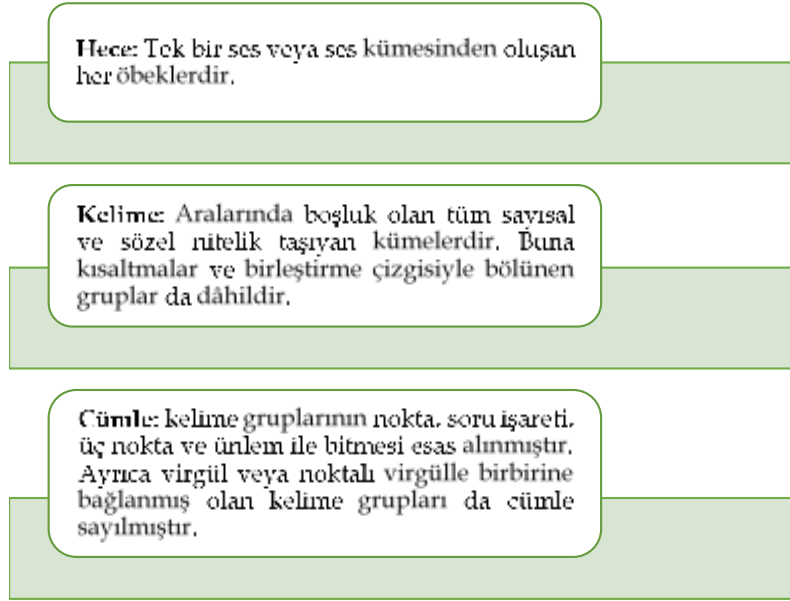 Hece: Tek bir ses veya ses kümesinden oluşan
her öbeklerdir.
Kelime: Aralarında boşluk olan tüm sayısal
ve sözel nitelik taşıyan kümelerdir. Buna
kısaltmalar ve birleştirme çizgisiyle bölünen
gruplar da dâhildir.
Cümle: kelime gruplarının nokta, soru işareti,
üç nokta ve ünlem ile bitmesi esas alınmıştır.
Ayrıca virgül veya noktalı virgülle birbirine
bağlanmış olan kelime grupları da cümle
sayılmıştır.